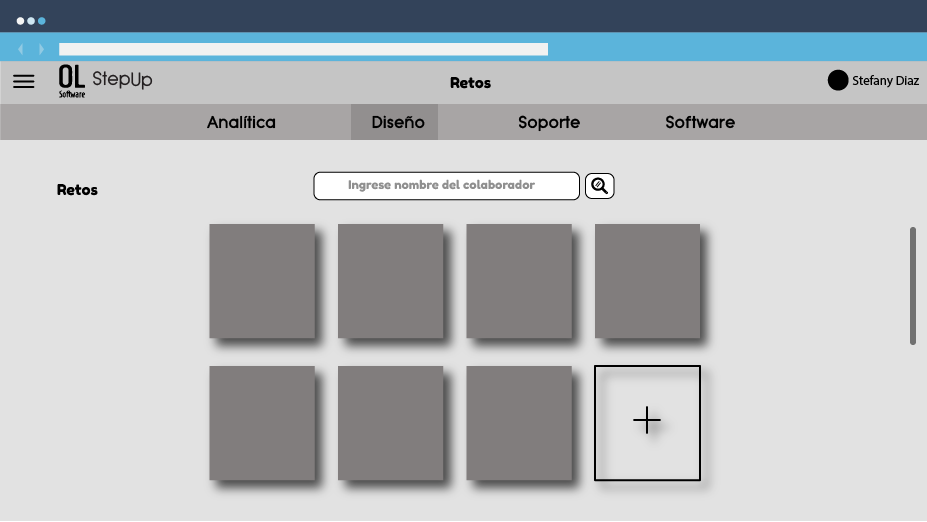 OL StepUp
Software
Retos
Stefany Diaz
Analítica Diseño Soporte Software
Retos
Ingrese nombre del colaborador